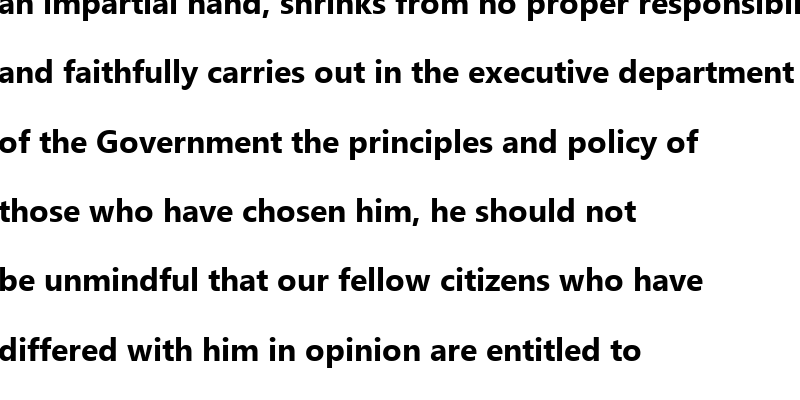 an impartial hand, shrinks from no proper
and faithfully carries out in the executive department
of the Government the principles and policy of
those who have chosen him, he should not
be unmindful that our fellow citizens who have
differed with him in opinion are entitled to